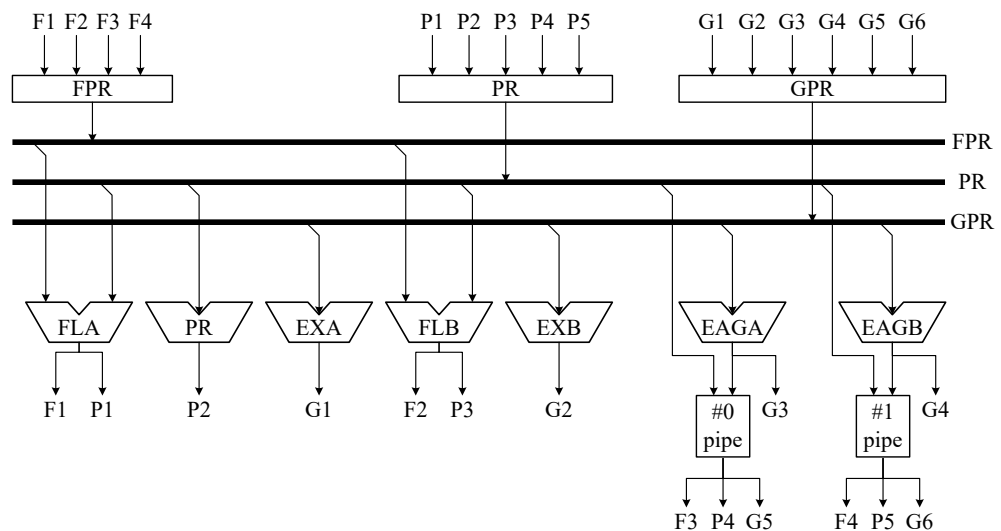 F1 F2 F3 F4 P1 P2 P3 P4 P5 G1 G2 G3 G4 G5 G6
FPR PR GPR
FPR
PR
GPR
FLA PR EXA FLB EXB EAGA EAGB
F1 P1 P2 G1 F2 P3 G2 #0 G3 #1 G4
pipe pipe
F3 P4 G5 F4 P5 G6